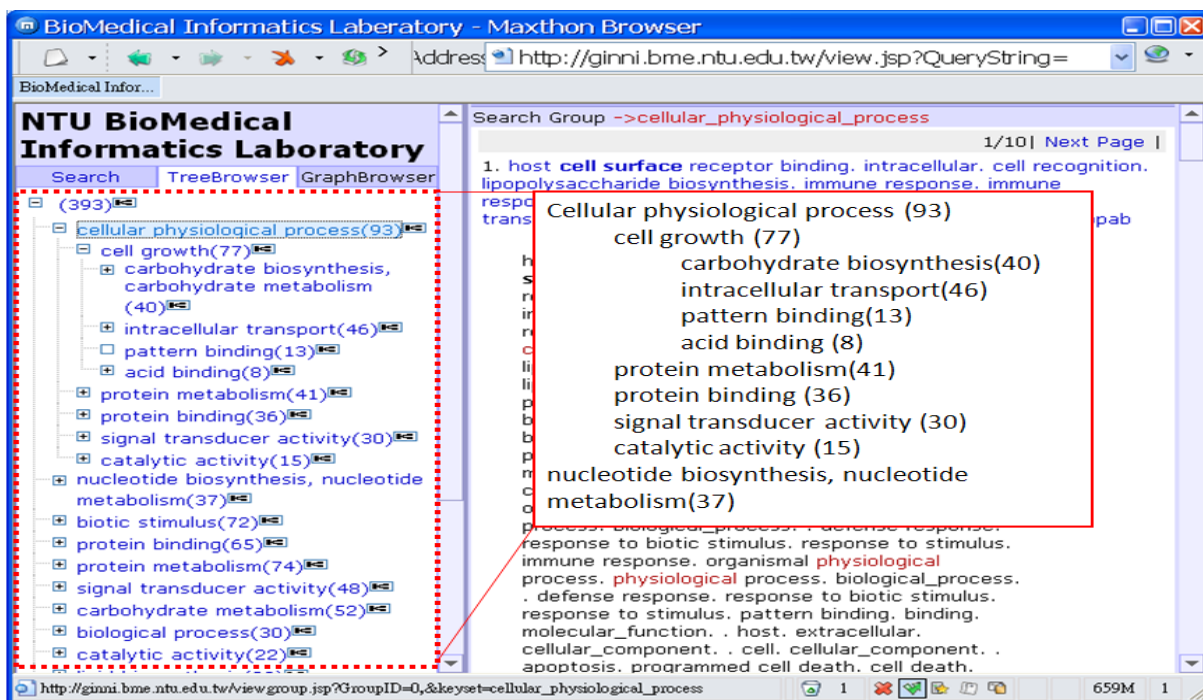 BioMedical Informatics Laberatory - Maxthon Browser
Address http://ginni.bme.ntu.edu.tw/view.jsp?QueryString=
BioMedical Infor...
NTU BioMedical
Informatics Laboratory
Search TreeBrowser GraphBrowser
(393)
cellular physiological process(93)
cell growth(77)
carbohydrate biosynthesis,
carbohydrate metabolism
(40)
intracellular transport(46)
pattern binding(13)
acid binding(8)
protein metabolism(41)
protein binding(36)
signal transducer activity(30)
catalytic activity(15)
nucleotide biosynthesis, nucleotide
metabolism(37)
biotic stimulus(72)
protein binding(65)
protein metabolism(74)
signal transducer activity(48)
carbohydrate metabolism(52)
biological process(30)
catalytic activity(22)
Search Group ->cellular_physiological_process
1/10| Next Page |
1. host cell surface receptor binding. intracellular. cell recognition.
lipopolysaccharide biosynthesis. immune response. immune
Cellular physiological process (93)
cell growth (77)
carbohydrate biosynthesis(40)
intracellular transport(46)
pattern binding(13)
acid binding (8)
protein metabolism(41)
protein binding (36)
signal transducer activity (30)
catalytic activity (15)
nucleotide biosynthesis, nucleotide
metabolism(37)
process. biological_process. . defense response.
response to biotic stimulus. response to stimulus.
immune response. organismal physiological
process. physiological process. biological_process.
. defense response. response to biotic stimulus.
response to stimulus. pattern binding. binding.
molecular_function. . host. extracellular.
cellular_component. . cell. cellular_component. .
apoptosis. programmed cell death. cell death.
http://ginni.bme.ntu.edu.tw/viewgroup.jsp?GroupID=0,&keyset=cellular_physiological_process 1 659M 1